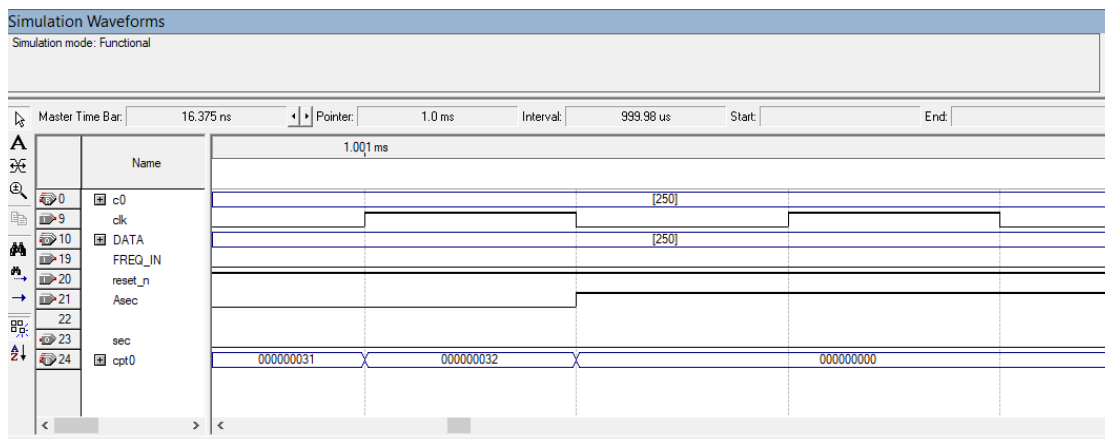 Simulation Waveforms
Simulation mode: Functional
Master Time Bar: 16.375 ns Pointer: 1.0 ms Interval: 999.98 us Start: End:
Name
1.001 ms
0 c0 [250]
9 clk
10 DATA [250]
19 FREQ_IN
20 reset_n
21 Asec
22
23 sec
24 cpt0 000000031 000000032 000000000